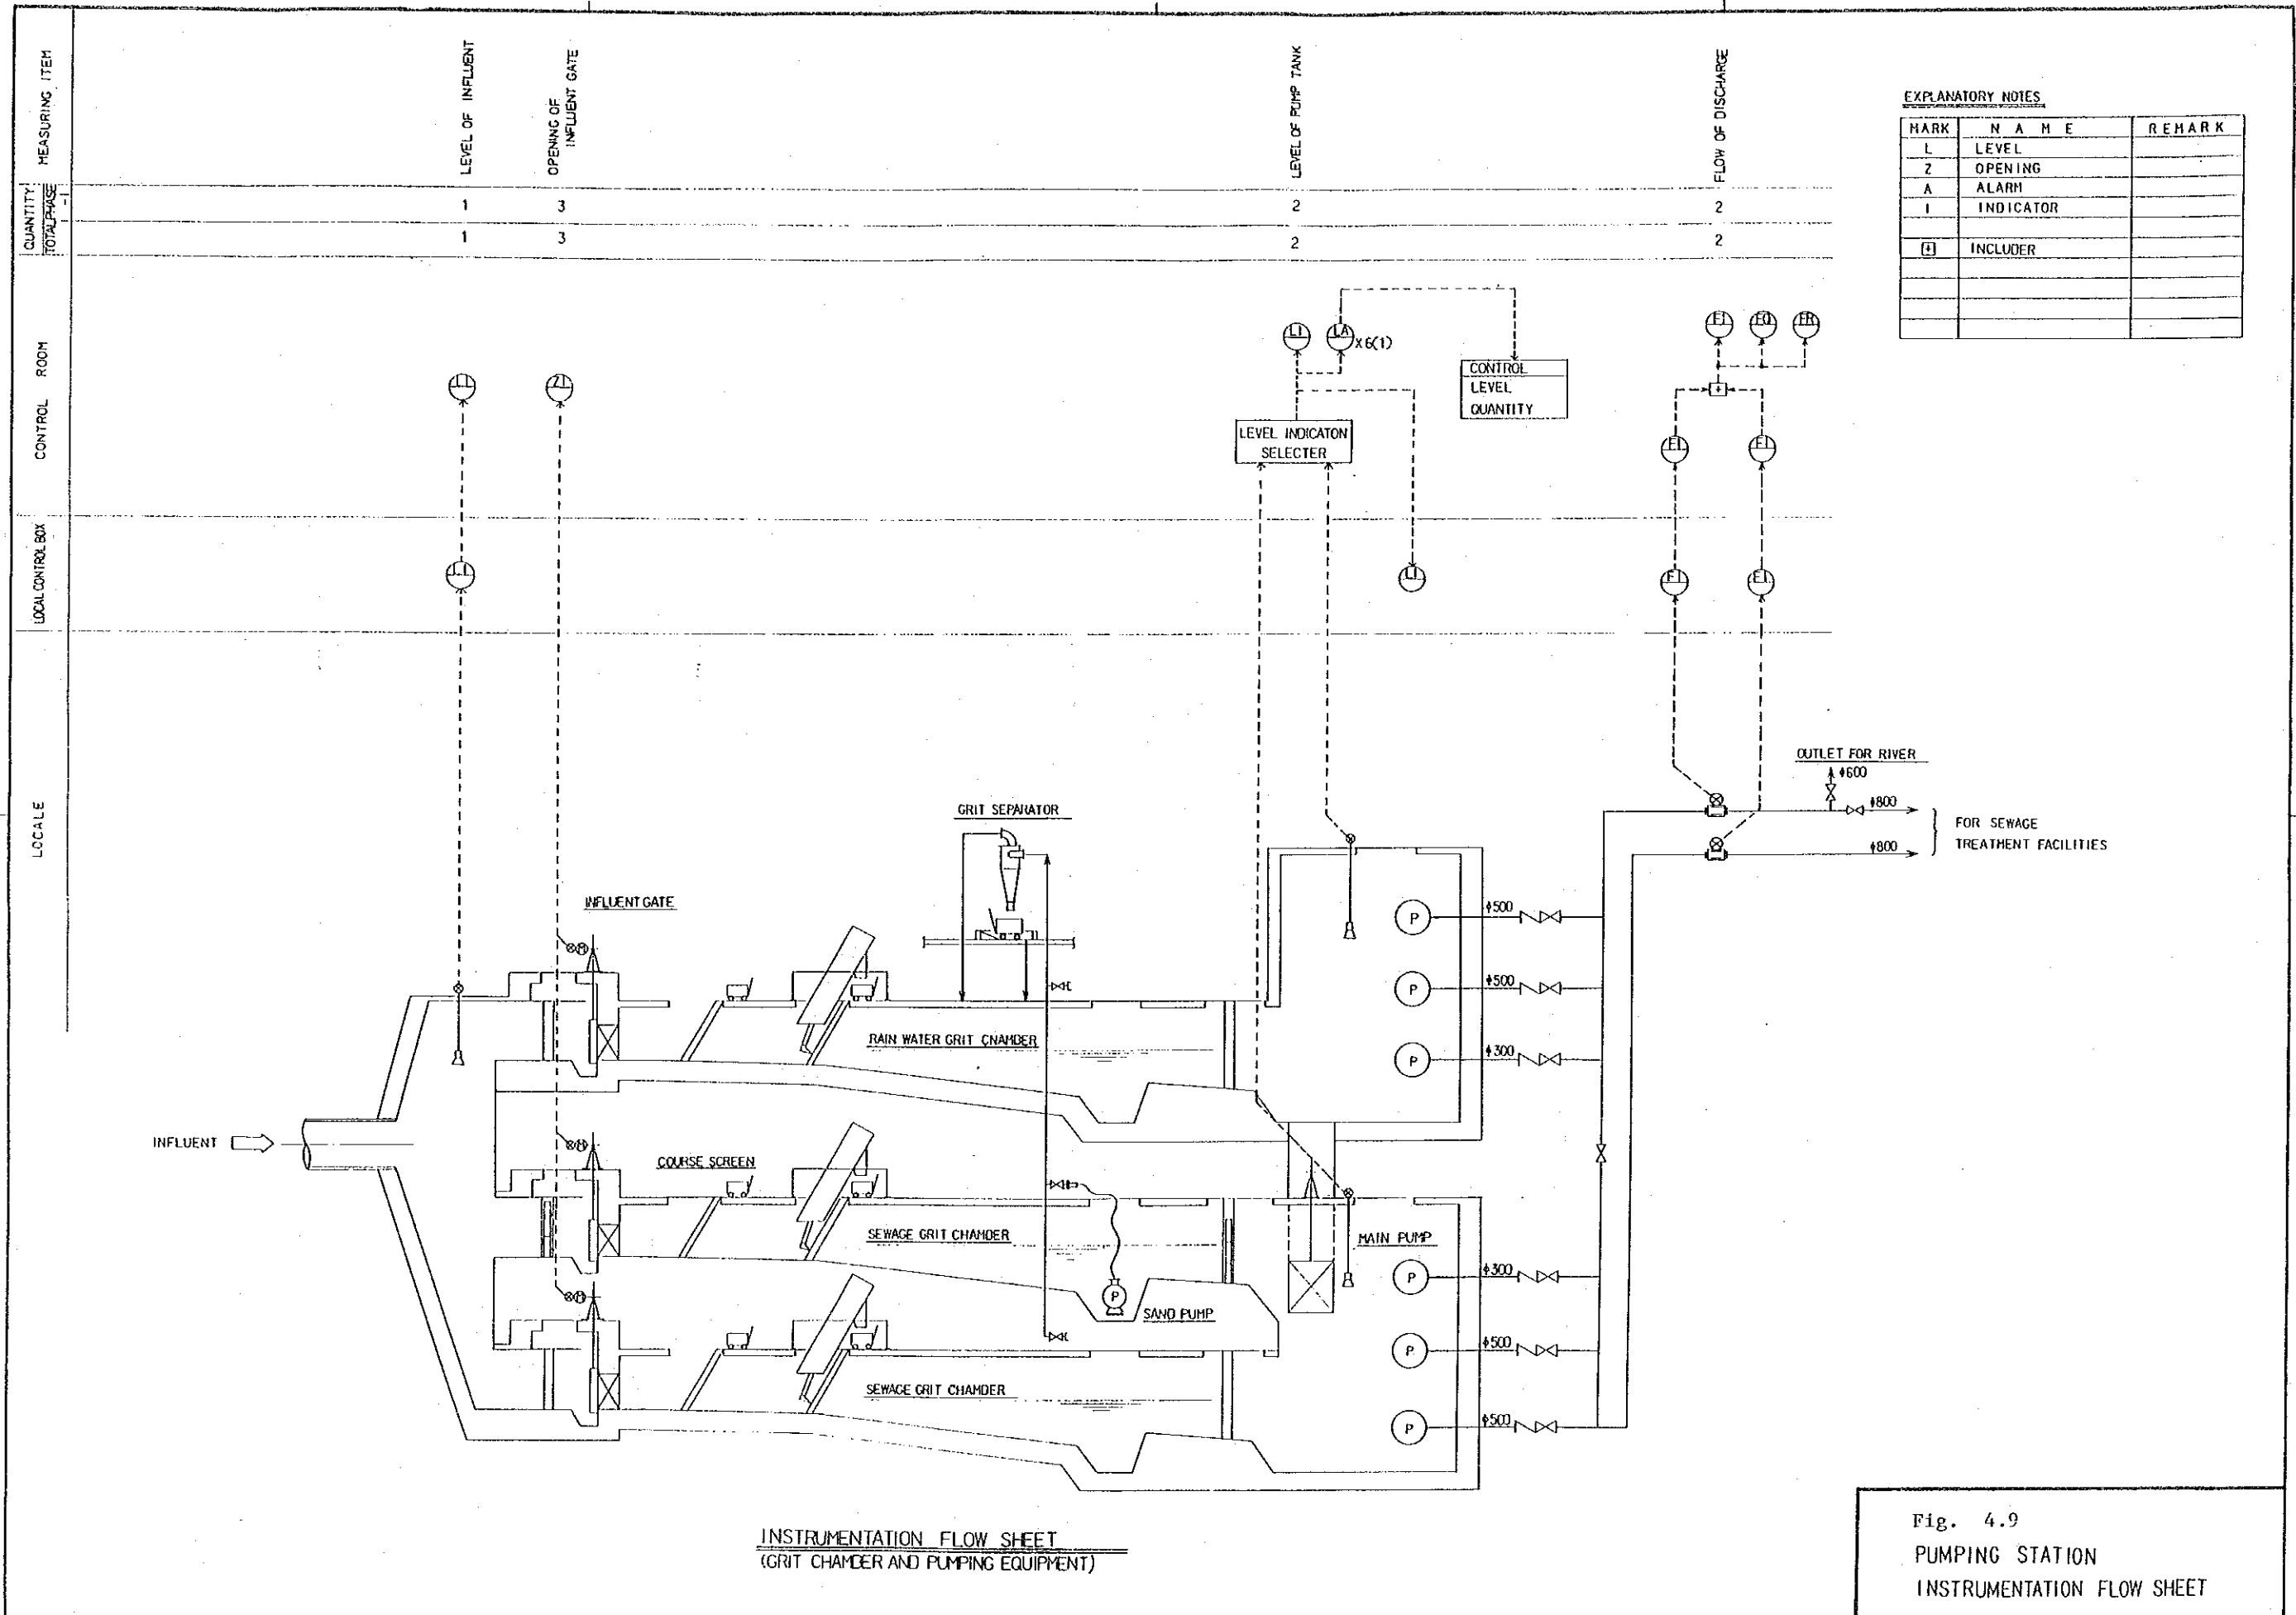 MEASURING ITEM
QUANTITY
TOTAL
PHASE
CONTROL ROOM
LOCAL CONTROL BOX
LOCALE
LEVEL OF INFLUENT
OPENING OF
INFLUENT GATE
LEVEL OF PUMP TANK
FLOW OF DISCHARGE
1 3 2 2
1 3 2 2
EXPLANATORY NOTES
MARK NAME REMARK
L LEVEL
Z OPENING
A ALARM
I INDICATOR
+ INCLUDER
LI
ZI
LI
LA
X6(1)
CONTROL
LEVEL
QUANTITY
FI
FQ
FR
LEVEL INDICATON
SELECTER
FI
FI
LI
LI
FI
FI
OUTLET FOR RIVER
φ600
φ800
φ800
FOR SEWAGE
TREATMENT FACILITIES
GRIT SEPARATOR
INFLUENT GATE
M
φ500
P
φ500
P
φ300
P
RAIN WATER GRIT CNAMBER
INFLUENT
M
COURSE SCREEN
SEWAGE GRIT CHAMBER
MAIN PUMP
M
P
SAND PUMP
P
φ300
P
φ500
P
φ500
SEWAGE GRIT CHAMBER
INSTRUMENTATION FLOW SHEET
(GRIT CHAMBER AND PUMPING EQUIPMENT)
Fig. 4.9
PUMPING STATION
INSTRUMENTATION FLOW SHEET